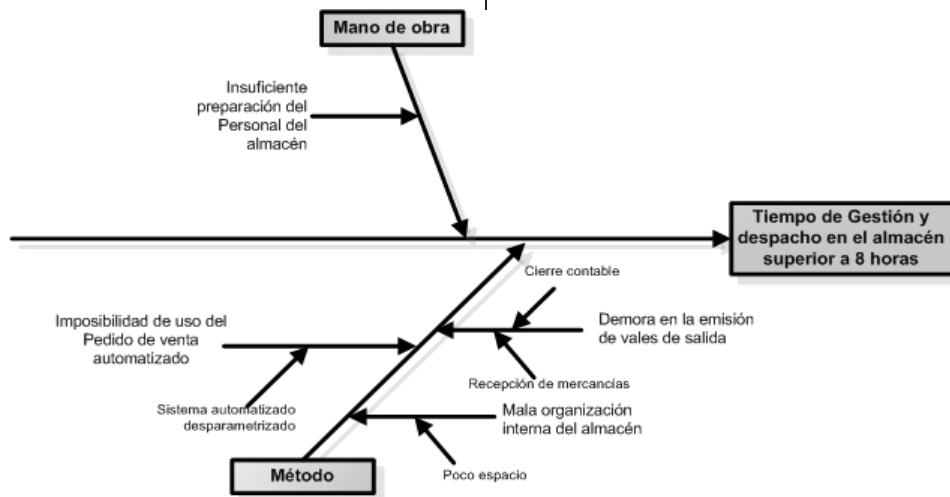 Mano de obra
Insuficiente
preparación del
Personal del
almacén
Tiempo de Gestión y
despacho en el almacén
superior a 8 horas
Cierre contable
Imposibilidad de uso del
Pedido de venta
automatizado
Demora en la emisión
de vales de salida
Recepción de mercancías
Sistema automatizado
desparametrizado
Mala organización
interna del almacén
Poco espacio
Método